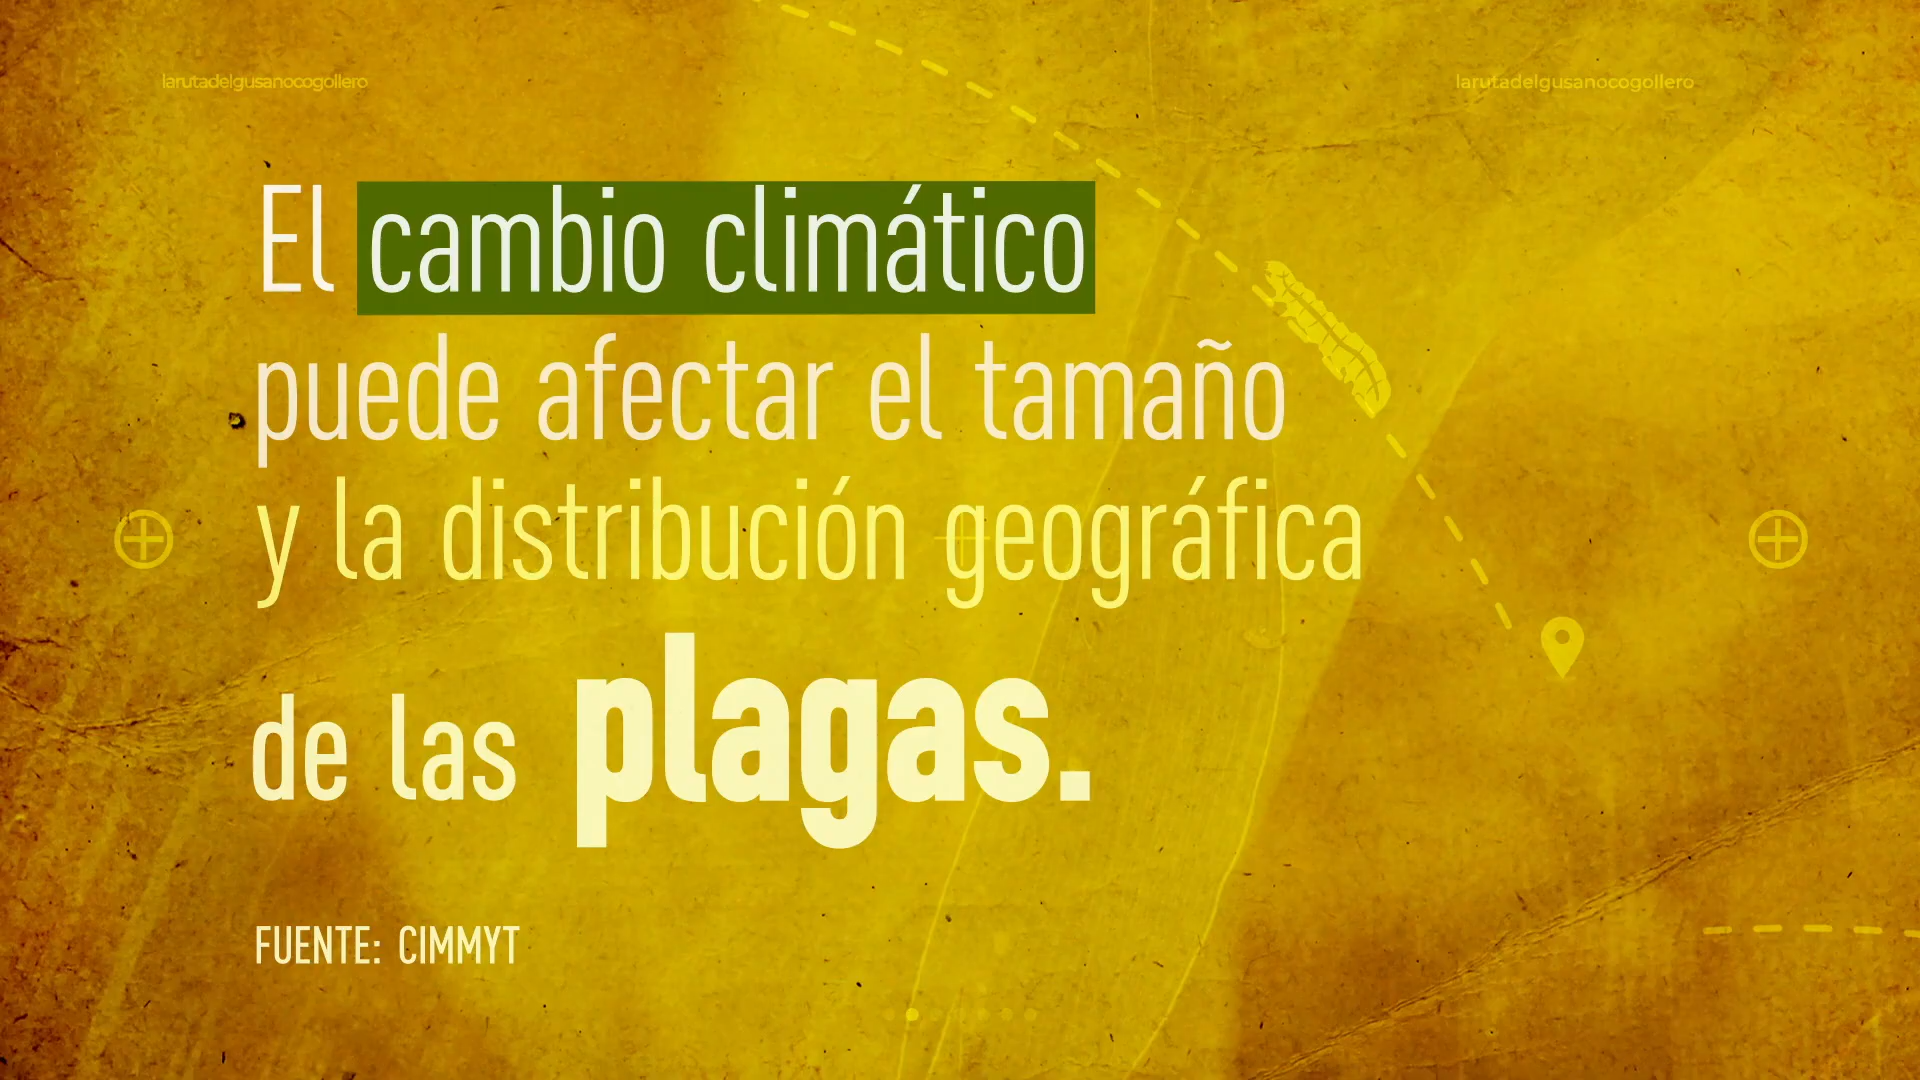 larutadelgusanocogollero
larutadelgusanocogollero
El cambio climático
puede afectar el tamaño
y la distribución geográfica
de las plagas.
FUENTE: CIMMYT